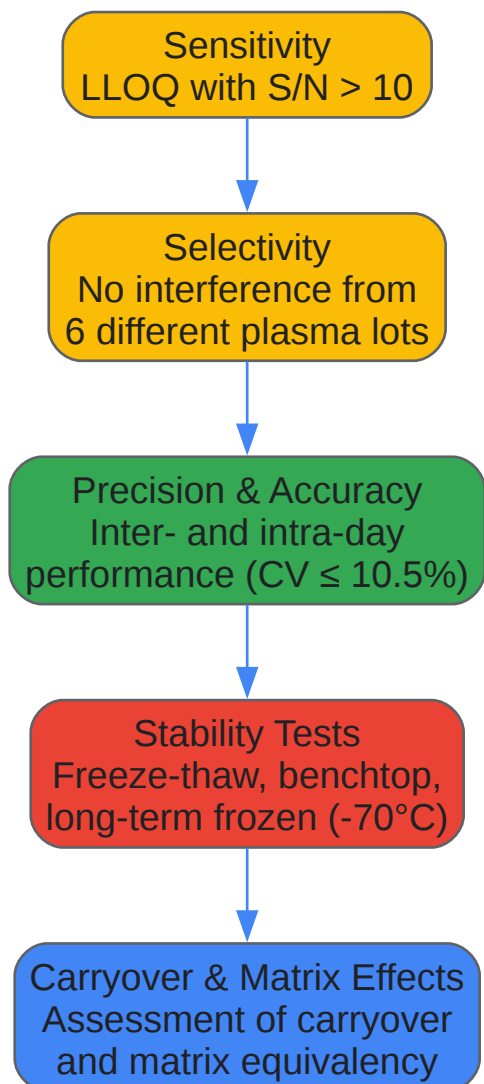 Sensitivity
LLOQ with S/N > 10
Selectivity
No interference from
6 different plasma lots
Precision & Accuracy
Inter- and intra-day
performance (CV ≤ 10.5%)
Stability Tests
Freeze-thaw, benchtop,
long-term frozen (-70°C)
Carryover & Matrix Effects
Assessment of carryover
and matrix equivalency